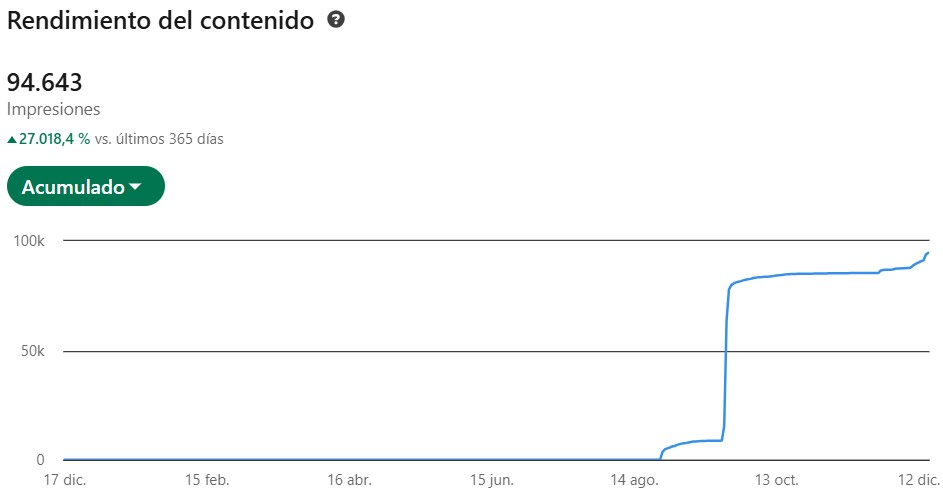 Rendimiento del contenido ?
94.643
Impresiones
▲27.018,4 % vs. últimos 365 días
Acumulado
100k
50k
0
17 dic. 15 feb. 16 abr. 15 jun. 14 ago. 13 oct. 12 dic.